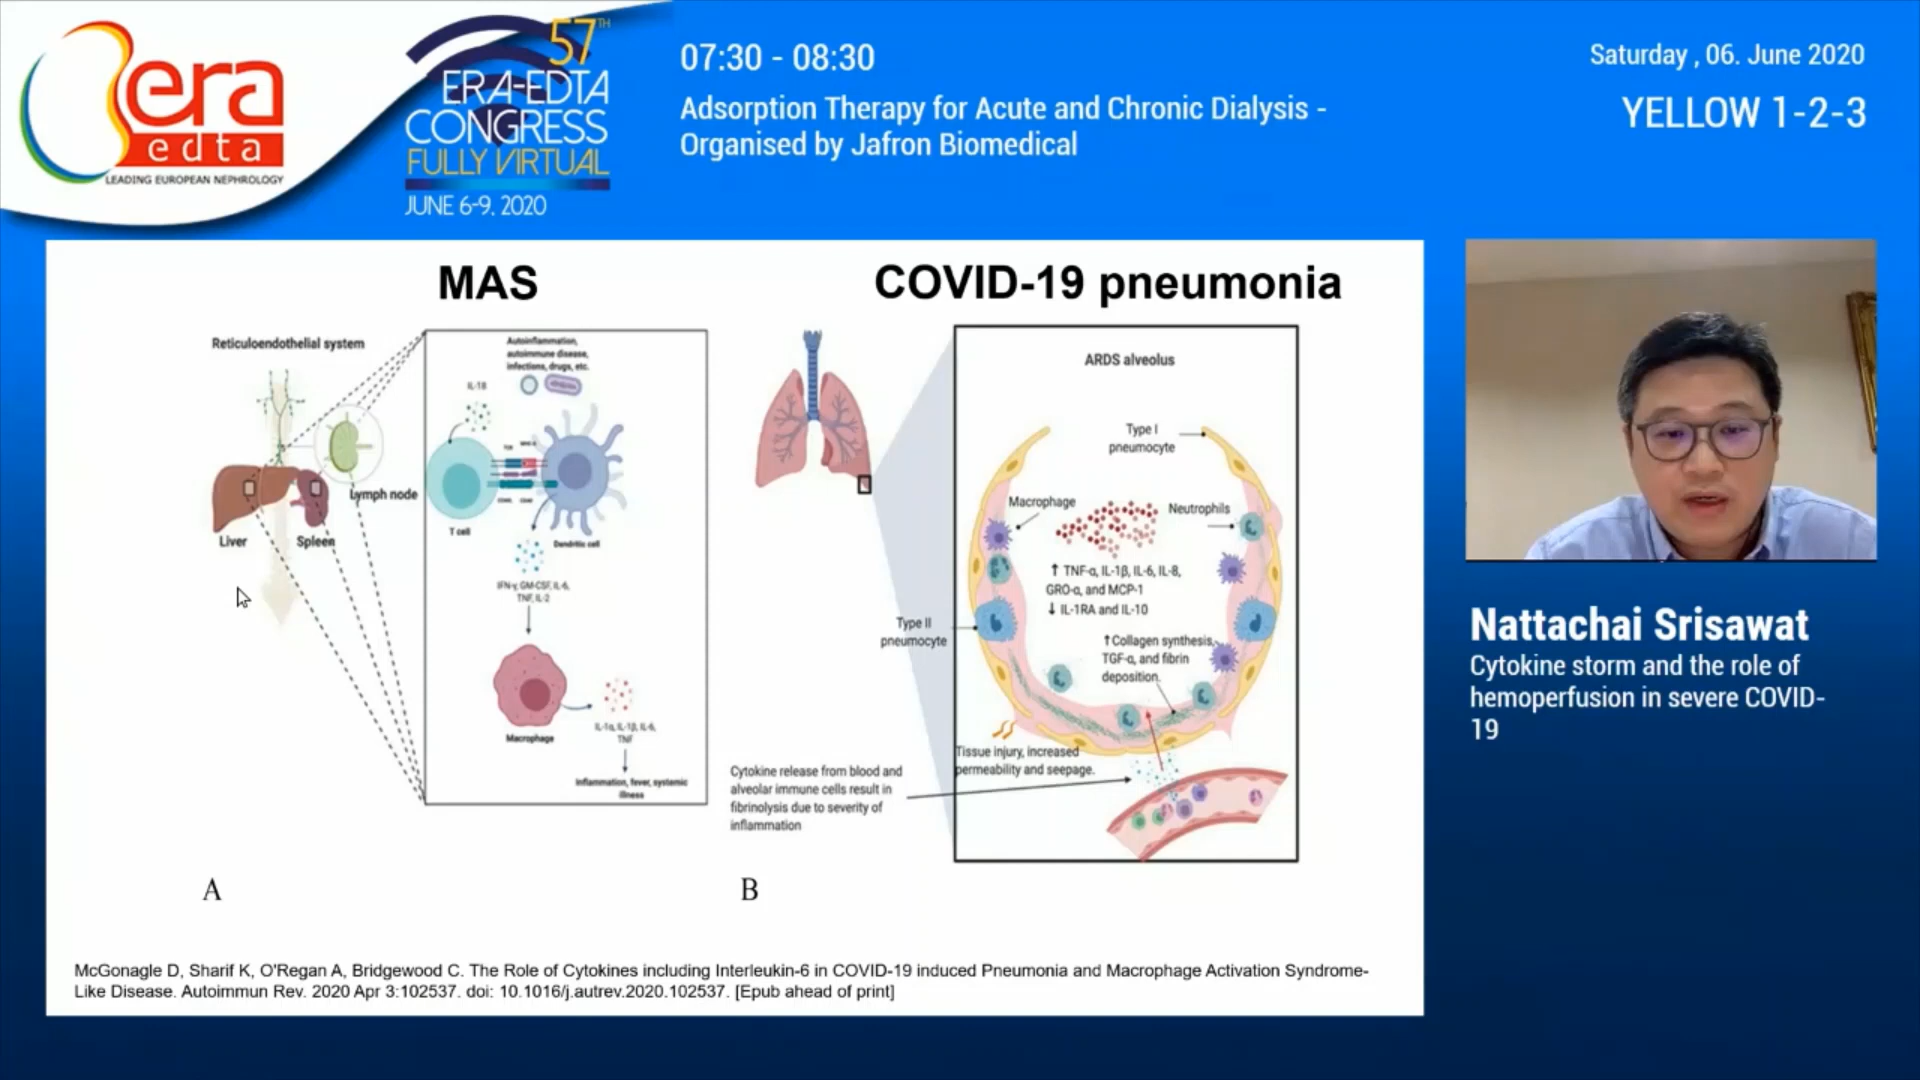 era
edta
LEADING EUROPEAN NEPHROLOGY
57TH
ERA-EDTA
CONGRESS
FULLY VIRTUAL
JUNE 6-9, 2020
07:30 - 08:30
Adsorption Therapy for Acute and Chronic Dialysis -
Organised by Jafron Biomedical
Saturday , 06. June 2020
YELLOW 1-2-3
MAS
Reticuloendothelial system
Lymph node
Liver
Spleen
Autoinflammation,
autoimmune disease,
infections, drugs, etc.
IL-18
T cell
Dendritic cell
IFN-γ, GM-CSF, IL-6,
TNF, IL-2
Macrophage
IL-1α, IL-1β, IL-6,
TNF
Inflammation, fever, systemic
illness
A
COVID-19 pneumonia
ARDS alveolus
Type I
pneumocyte
Macrophage
Neutrophils
↑ TNF-α, IL-1β, IL-6, IL-8,
GRO-α, and MCP-1
↓ IL-1RA and IL-10
Type II
pneumocyte
↑Collagen synthesis,
TGF-α, and fibrin
deposition.
Tissue injury, increased
permeability and seepage.
Cytokine release from blood and
alveolar immune cells result in
fibrinolysis due to severity of
inflammation
B
McGonagle D, Sharif K, O'Regan A, Bridgewood C. The Role of Cytokines including Interleukin-6 in COVID-19 induced Pneumonia and Macrophage Activation Syndrome-
Like Disease. Autoimmun Rev. 2020 Apr 3:102537. doi: 10.1016/j.autrev.2020.102537. [Epub ahead of print]
Nattachai Srisawat
Cytokine storm and the role of
hemoperfusion in severe COVID-
19